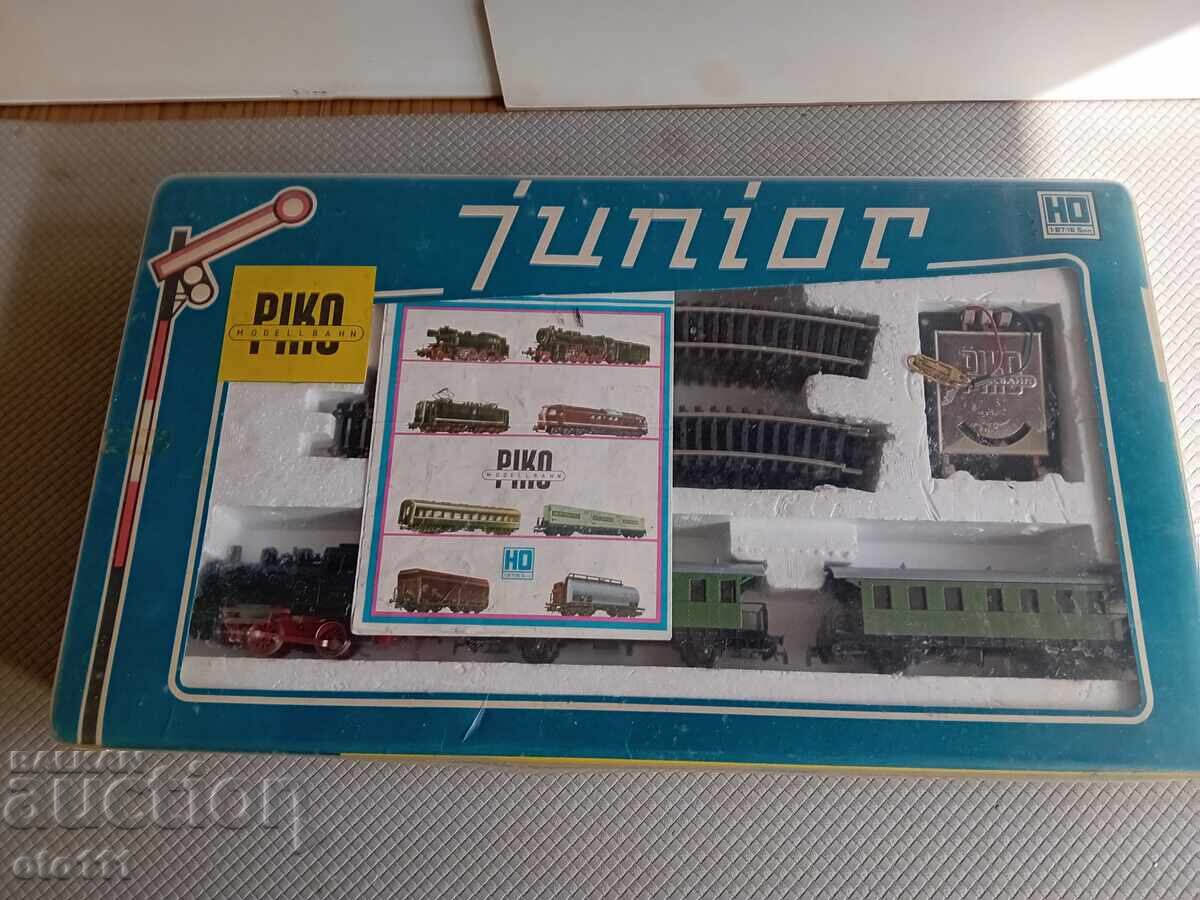 junior
HO
1:87·16,5mm
PIKO
MODELLBAHN
PIKO
MODELLBAHN
HO
PIKO
BALKAN
auction
oto111